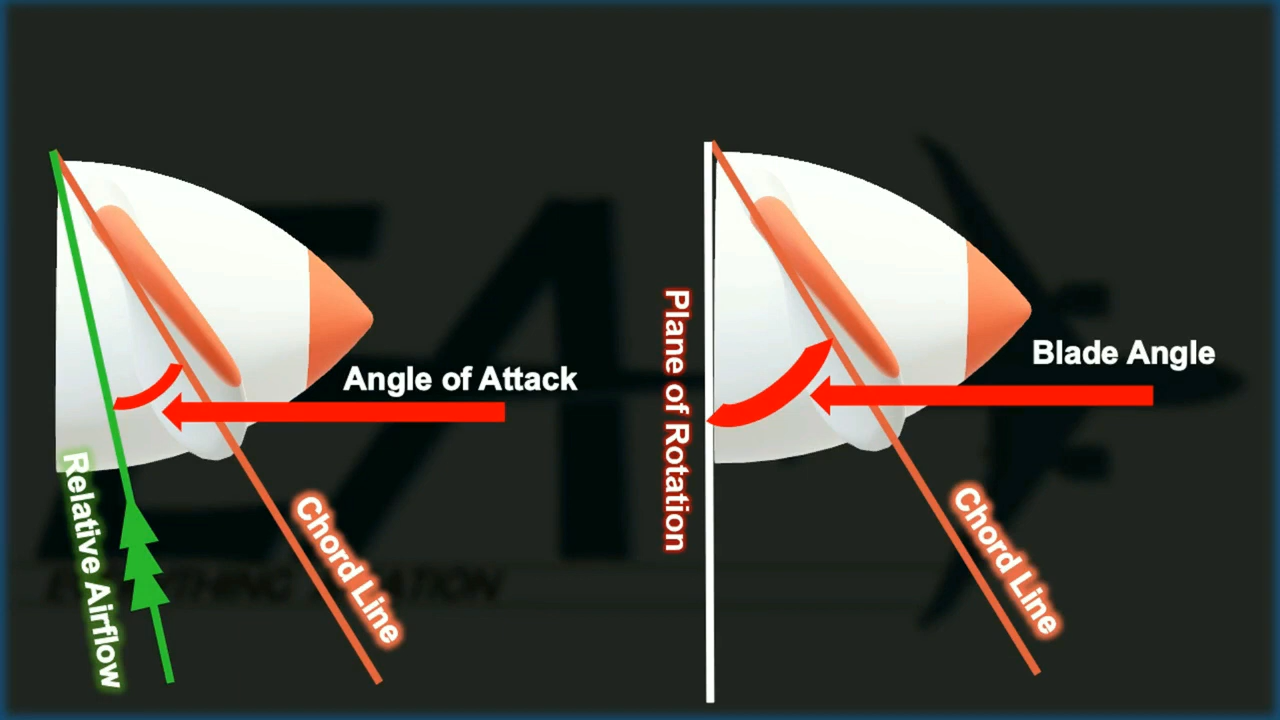 Angle of Attack
Relative Airflow
Chord Line
Plane of Rotation
Blade Angle
Chord Line